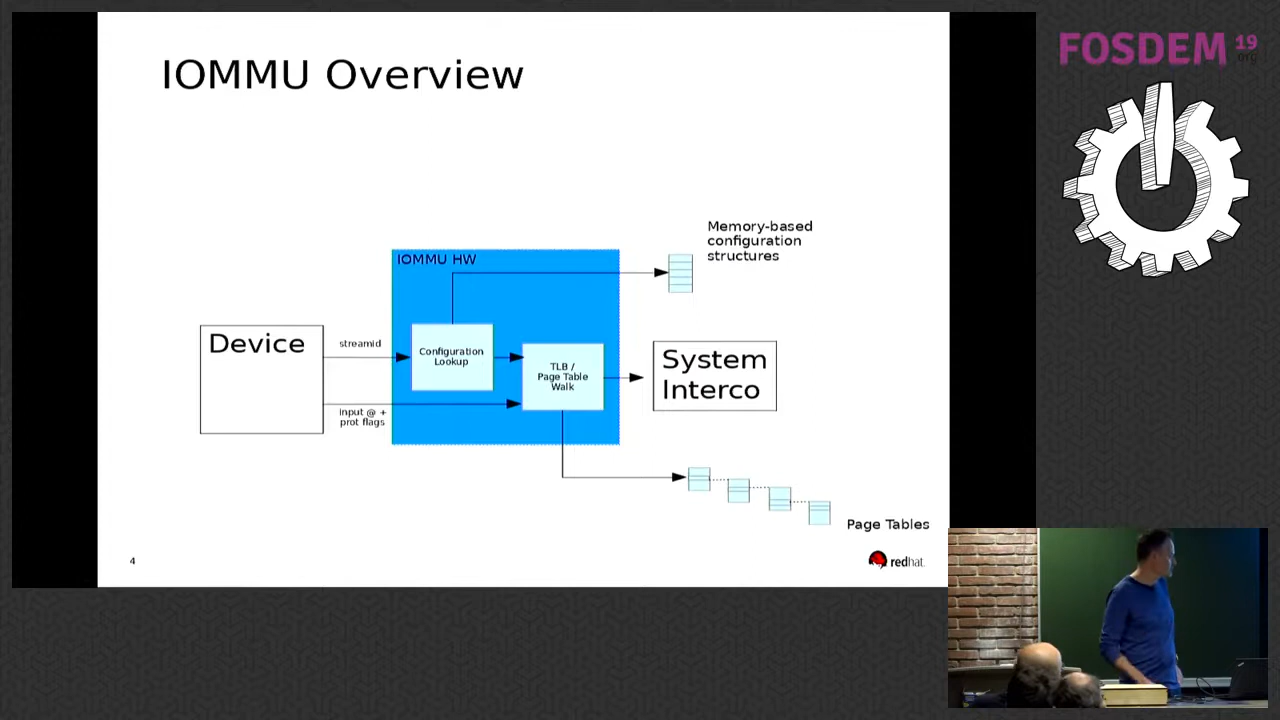 IOMMU Overview
FOSDEM 19
.org
Memory-based
configuration
structures
IOMMU HW
Device
streamid
Configuration
Lookup
TLB /
Page Table
Walk
System
Interco
Input @ +
prot flags
Page Tables
4
redhat.